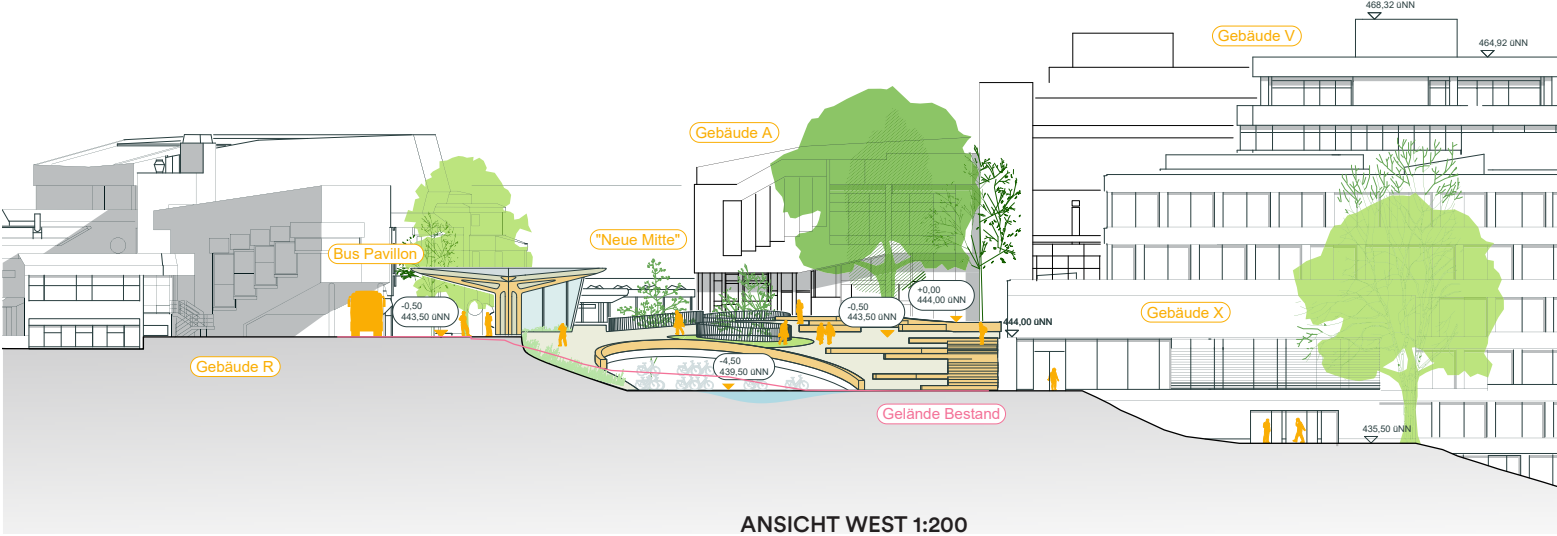 468,32 üNN
Gebäude V
464,92 üNN
Gebäude A
"Neue Mitte"
Bus Pavillon
+0,00
444,00 üNN
-0,50
443,50 üNN
-0,50
443,50 üNN
444,00 üNN
Gebäude X
Gebäude R
-4,50
439,50 üNN
Gelände Bestand
435,50 üNN
ANSICHT WEST 1:200